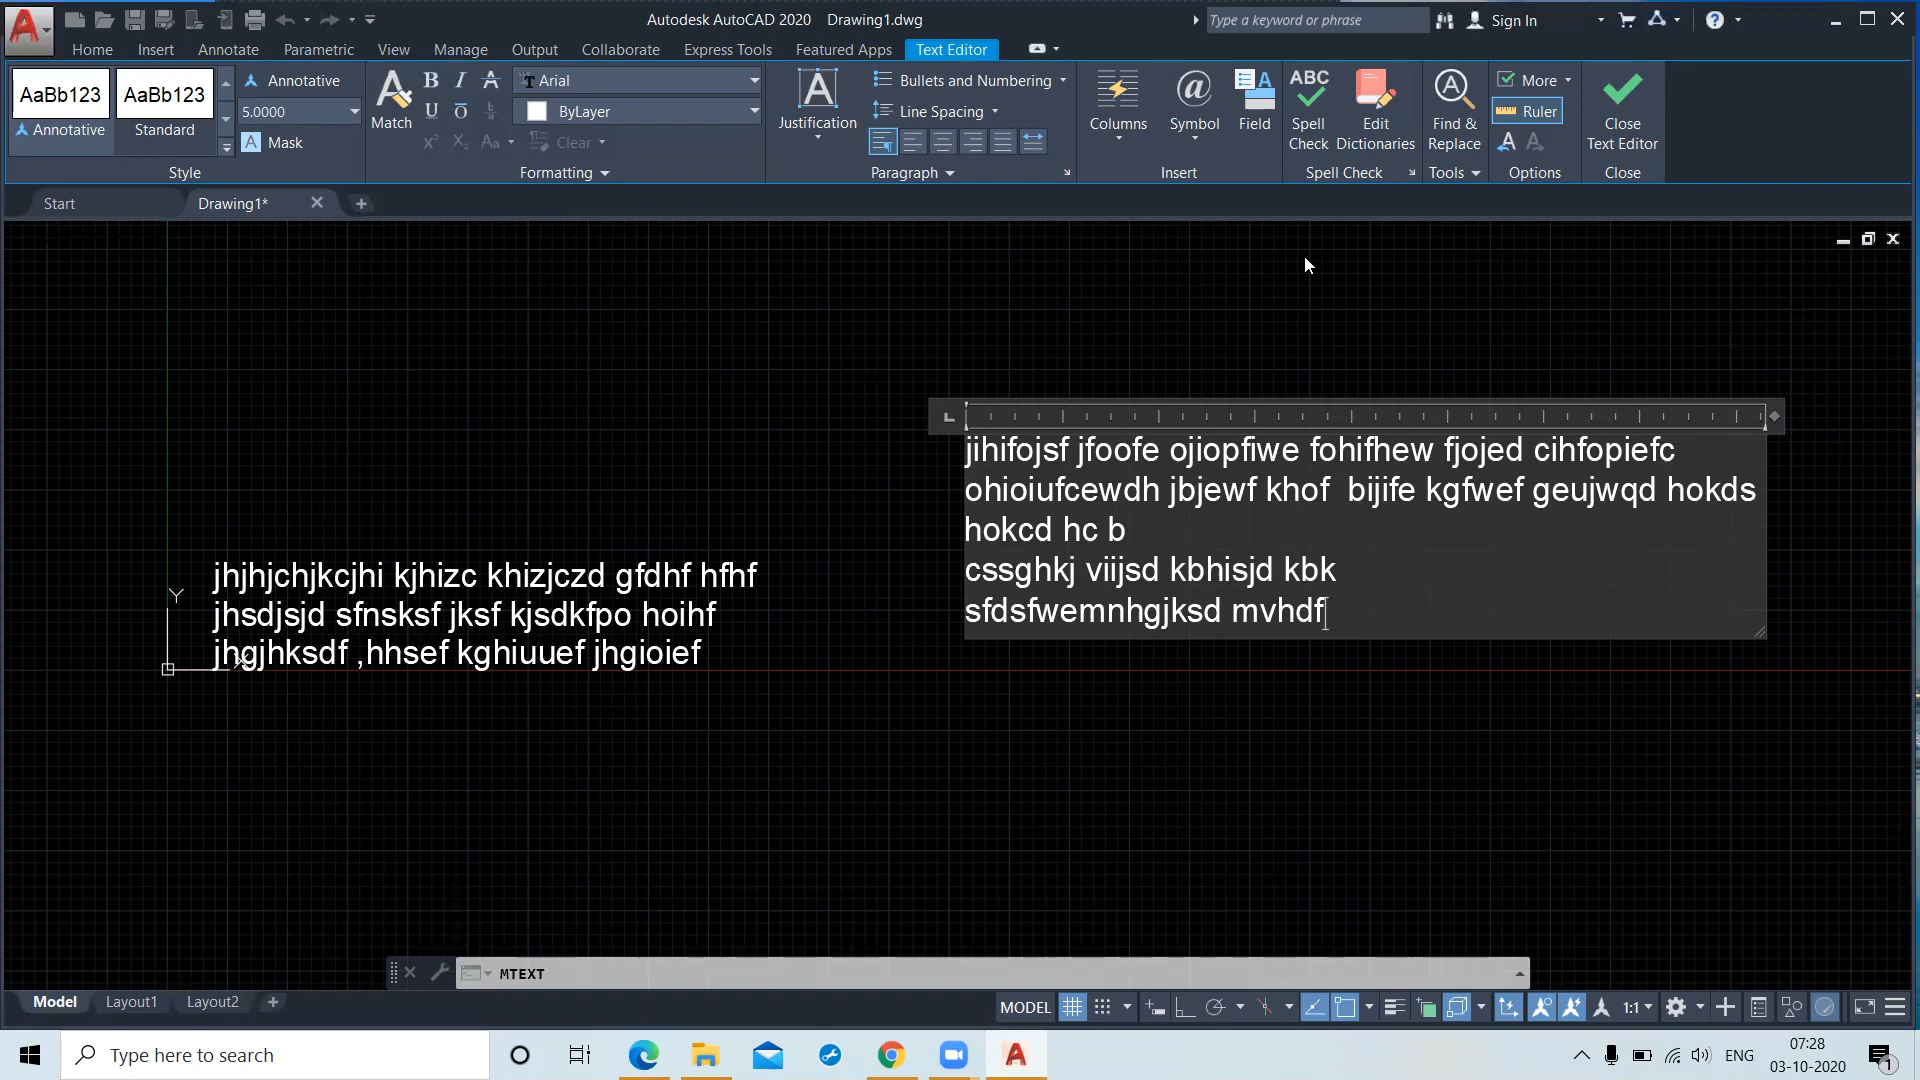 Autodesk AutoCAD 2020 Drawing1.dwg
Type a keyword or phrase
Sign In
Home Insert Annotate Parametric View Manage Output Collaborate Express Tools Featured Apps Text Editor
AaBb123 AaBb123
Annotative Standard
Annotative
5.0000
Mask
Style
Match
Arial
ByLayer
Clear
Formatting
Justification
Bullets and Numbering
Line Spacing
Paragraph
Columns
Symbol
Field
Insert
ABC
Spell Check
Edit Dictionaries
Spell Check
Find & Replace
Tools
More
Ruler
Options
Close Text Editor
Close
Start
Drawing1*
jihifojsf jfoofe ojiopfiwe fohifhew fjojed cihfopiefc
ohioiufcewdh jbjewf khof bijife kgfwef geujwqd hokds
hokcd hc b
cssghkj viijsd kbhisjd kbk
sfdsfwemnhgjksd mvhdf
jhjhjchjkcjhi kjhizc khizjczd gfdhf hfhf
jhsdjsjd sfnsksf jksf kjsdkfpo hoihf
jhgjhksdf ,hhsef kghiuuef jhgioief
Y
X
MTEXT
Model Layout1 Layout2
MODEL
1:1
Type here to search
ENG
07:28
03-10-2020
1